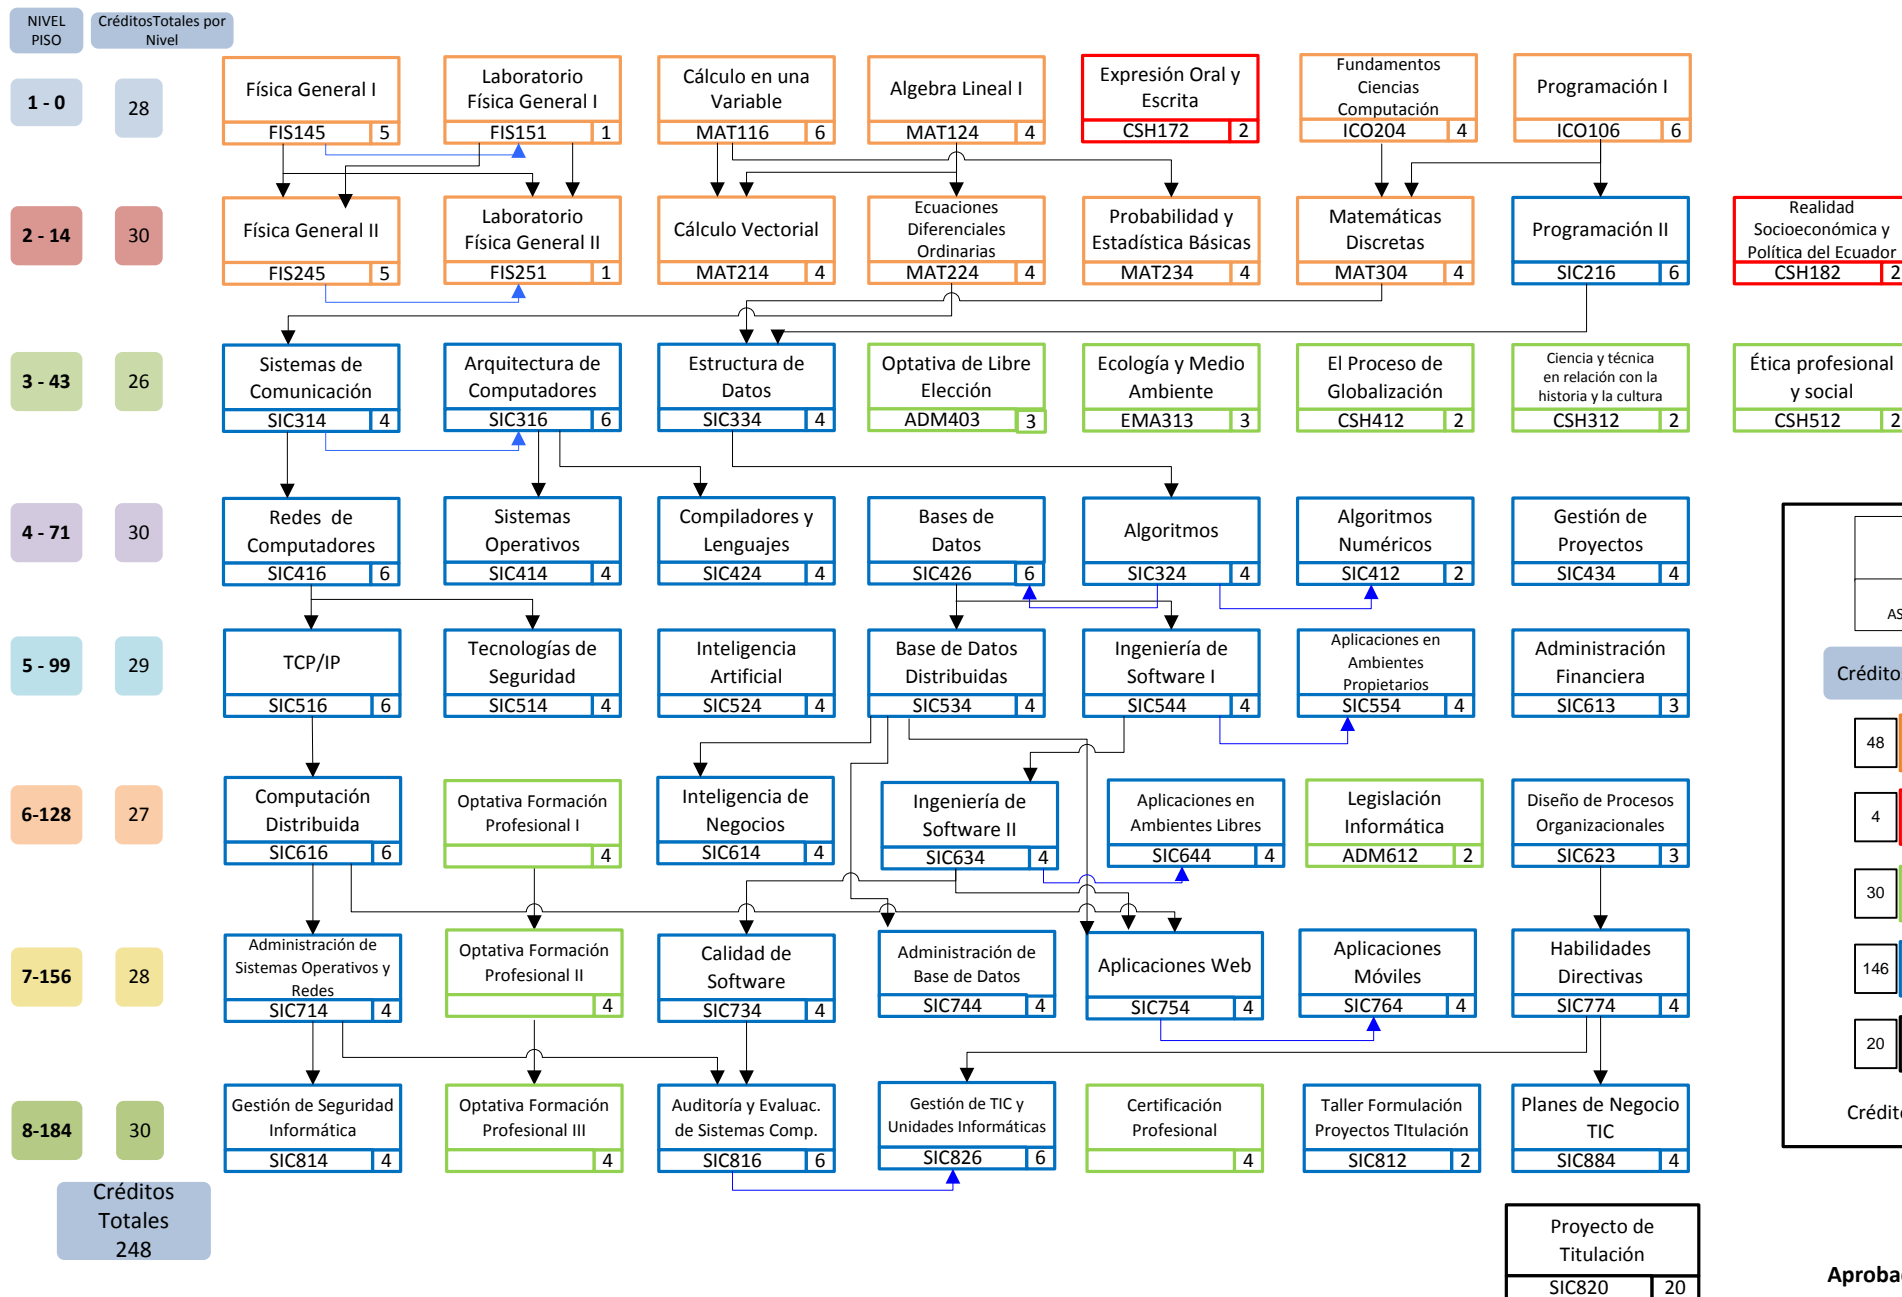 NIVEL
PISO
CréditosTotales por
Nivel
1 - 0
28
Física General I
FIS145 5
Laboratorio
Física General I
FIS151 1
Cálculo en una
Variable
MAT116 6
Algebra Lineal I
MAT124 4
Expresión Oral y
Escrita
CSH172 2
Fundamentos
Ciencias
Computación
ICO204 4
Programación I
ICO106 6
2 - 14
30
Física General II
FIS245 5
Laboratorio
Física General II
FIS251 1
Cálculo Vectorial
MAT214 4
Ecuaciones
Diferenciales
Ordinarias
MAT224 4
Probabilidad y
Estadística Básicas
MAT234 4
Matemáticas
Discretas
MAT304 4
Programación II
SIC216 6
Realidad
Socioeconómica y
Política del Ecuador
CSH182 2
3 - 43
26
Sistemas de
Comunicación
SIC314 4
Arquitectura de
Computadores
SIC316 6
Estructura de
Datos
SIC334 4
Optativa de Libre
Elección
ADM403 3
Ecología y Medio
Ambiente
EMA313 3
El Proceso de
Globalización
CSH412 2
Ciencia y técnica
en relación con la
historia y la cultura
CSH312 2
Ética profesional
y social
CSH512 2
4 - 71
30
Redes de
Computadores
SIC416 6
Sistemas
Operativos
SIC414 4
Compiladores y
Lenguajes
SIC424 4
Bases de
Datos
SIC426 6
Algoritmos
SIC324 4
Algoritmos
Numéricos
SIC412 2
Gestión de
Proyectos
SIC434 4
5 - 99
29
TCP/IP
SIC516 6
Tecnologías de
Seguridad
SIC514 4
Inteligencia
Artificial
SIC524 4
Base de Datos
Distribuidas
SIC534 4
Ingeniería de
Software I
SIC544 4
Aplicaciones en
Ambientes
Propietarios
SIC554 4
Administración
Financiera
SIC613 3
6-128
27
Computación
Distribuida
SIC616 6
Optativa Formación
Profesional I
4
Inteligencia de
Negocios
SIC614 4
Ingeniería de
Software II
SIC634 4
Aplicaciones en
Ambientes Libres
SIC644 4
Legislación
Informática
ADM612 2
Diseño de Procesos
Organizacionales
SIC623 3
7-156
28
Administración de
Sistemas Operativos y
Redes
SIC714 4
Optativa Formación
Profesional II
4
Calidad de
Software
SIC734 4
Administración de
Base de Datos
SIC744 4
Aplicaciones Web
SIC754 4
Aplicaciones
Móviles
SIC764 4
Habilidades
Directivas
SIC774 4
8-184
30
Gestión de Seguridad
Informática
SIC814 4
Optativa Formación
Profesional III
4
Auditoría y Evaluac.
de Sistemas Comp.
SIC816 6
Gestión de TIC y
Unidades Informáticas
SIC826 6
Certificación
Profesional
4
Taller Formulación
Proyectos TItulación
SIC812 2
Planes de Negocio
TIC
SIC884 4
Créditos
Totales
248
Proyecto de
Titulación
SIC820 20
AS
Crédito
48
4
30
146
20
Crédit
Aproba